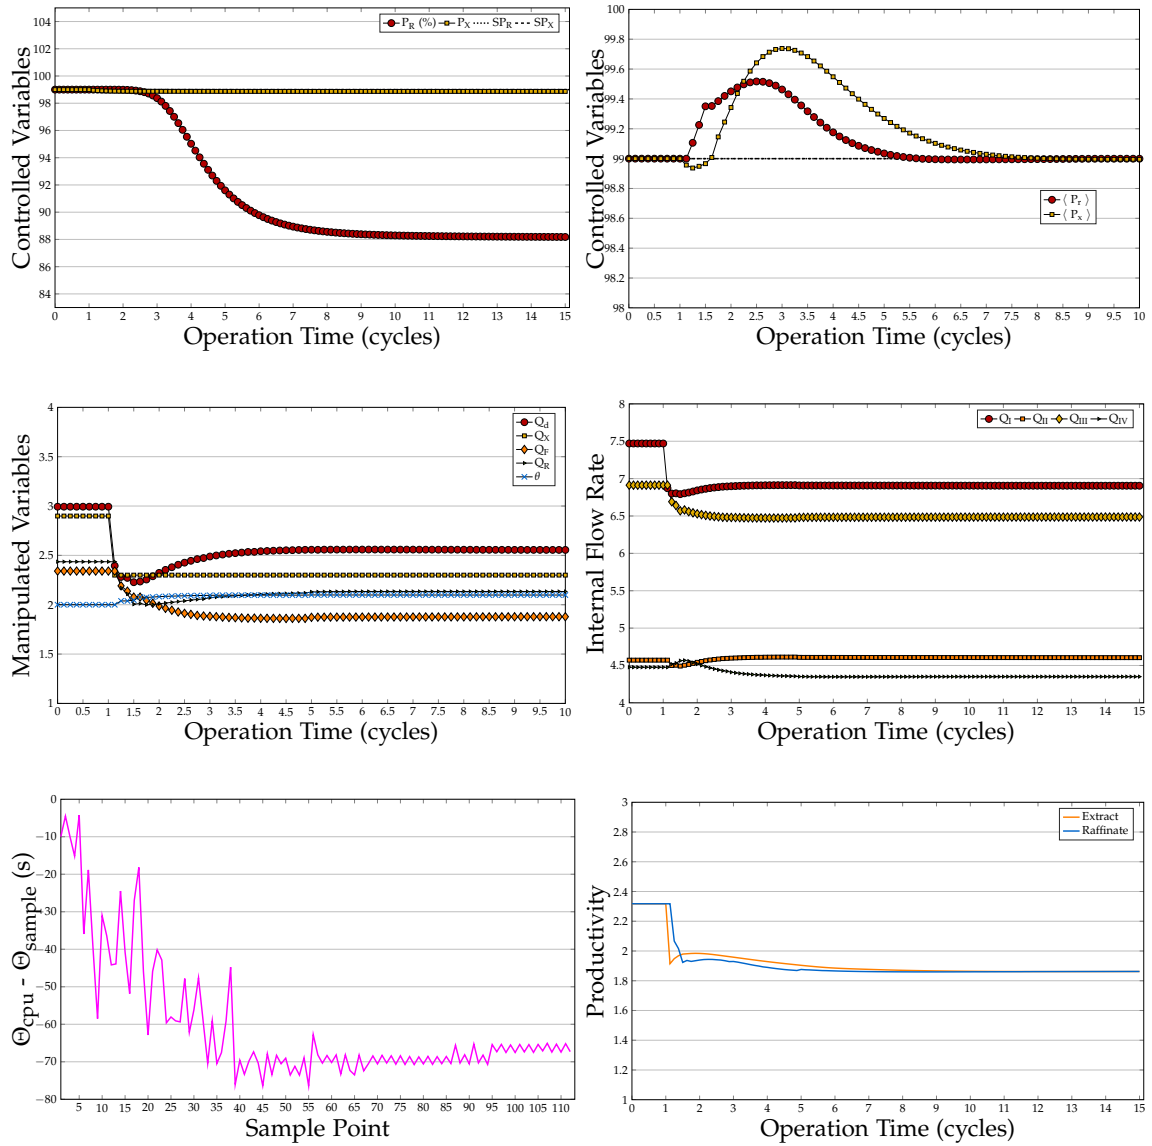 Controlled Variables
104
102
100
98
96
94
92
90
88
86
84
P_R (%) P_X SP_R SP_X
0 1 2 3 4 5 6 7 8 9 10 11 12 13 14 15
Operation Time (cycles)
Controlled Variables
100
99.8
99.6
99.4
99.2
99
98.8
98.6
98.4
98.2
98
⟨ P_r ⟩
⟨ P_x ⟩
0 0.5 1 1.5 2 2.5 3 3.5 4 4.5 5 5.5 6 6.5 7 7.5 8 8.5 9 9.5 10
Operation Time (cycles)
Manipulated Variables
4
3.5
3
2.5
2
1.5
1
Q_d
Q_X
Q_F
Q_R
θ
0 0.5 1 1.5 2 2.5 3 3.5 4 4.5 5 5.5 6 6.5 7 7.5 8 8.5 9 9.5 10
Operation Time (cycles)
Internal Flow Rate
8
7.5
7
6.5
6
5.5
5
4.5
4
Q_I Q_II Q_III Q_IV
0 1 2 3 4 5 6 7 8 9 10 11 12 13 14 15
Operation Time (cycles)
Θ_cpu - Θ_sample (s)
0
−10
−20
−30
−40
−50
−60
−70
−80
5 10 15 20 25 30 35 40 45 50 55 60 65 70 75 80 85 90 95 100 105 111
Sample Point
Productivity
3
2.8
2.6
2.4
2.2
2
1.8
1.6
1.4
1.2
1
Extract
Raffinate
0 1 2 3 4 5 6 7 8 9 10 11 12 13 14 15
Operation Time (cycles)